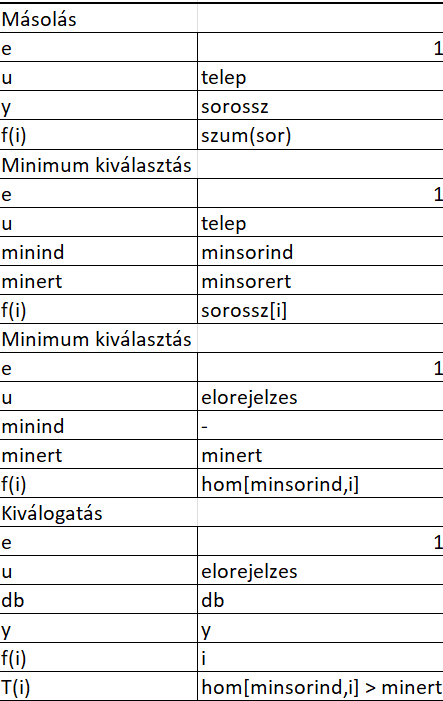 Másolás
e 1
u telep
y sorossz
f(i) szum(sor)
Minimum kiválasztás
e 1
u telep
minind minsorind
minert minsorert
f(i) sorossz[i]
Minimum kiválasztás
e 1
u elorejelzes
minind -
minert minert
f(i) hom[minsorind,i]
Kiválogatás
e 1
u elorejelzes
db db
y y
f(i) i
T(i) hom[minsorind,i] > minert